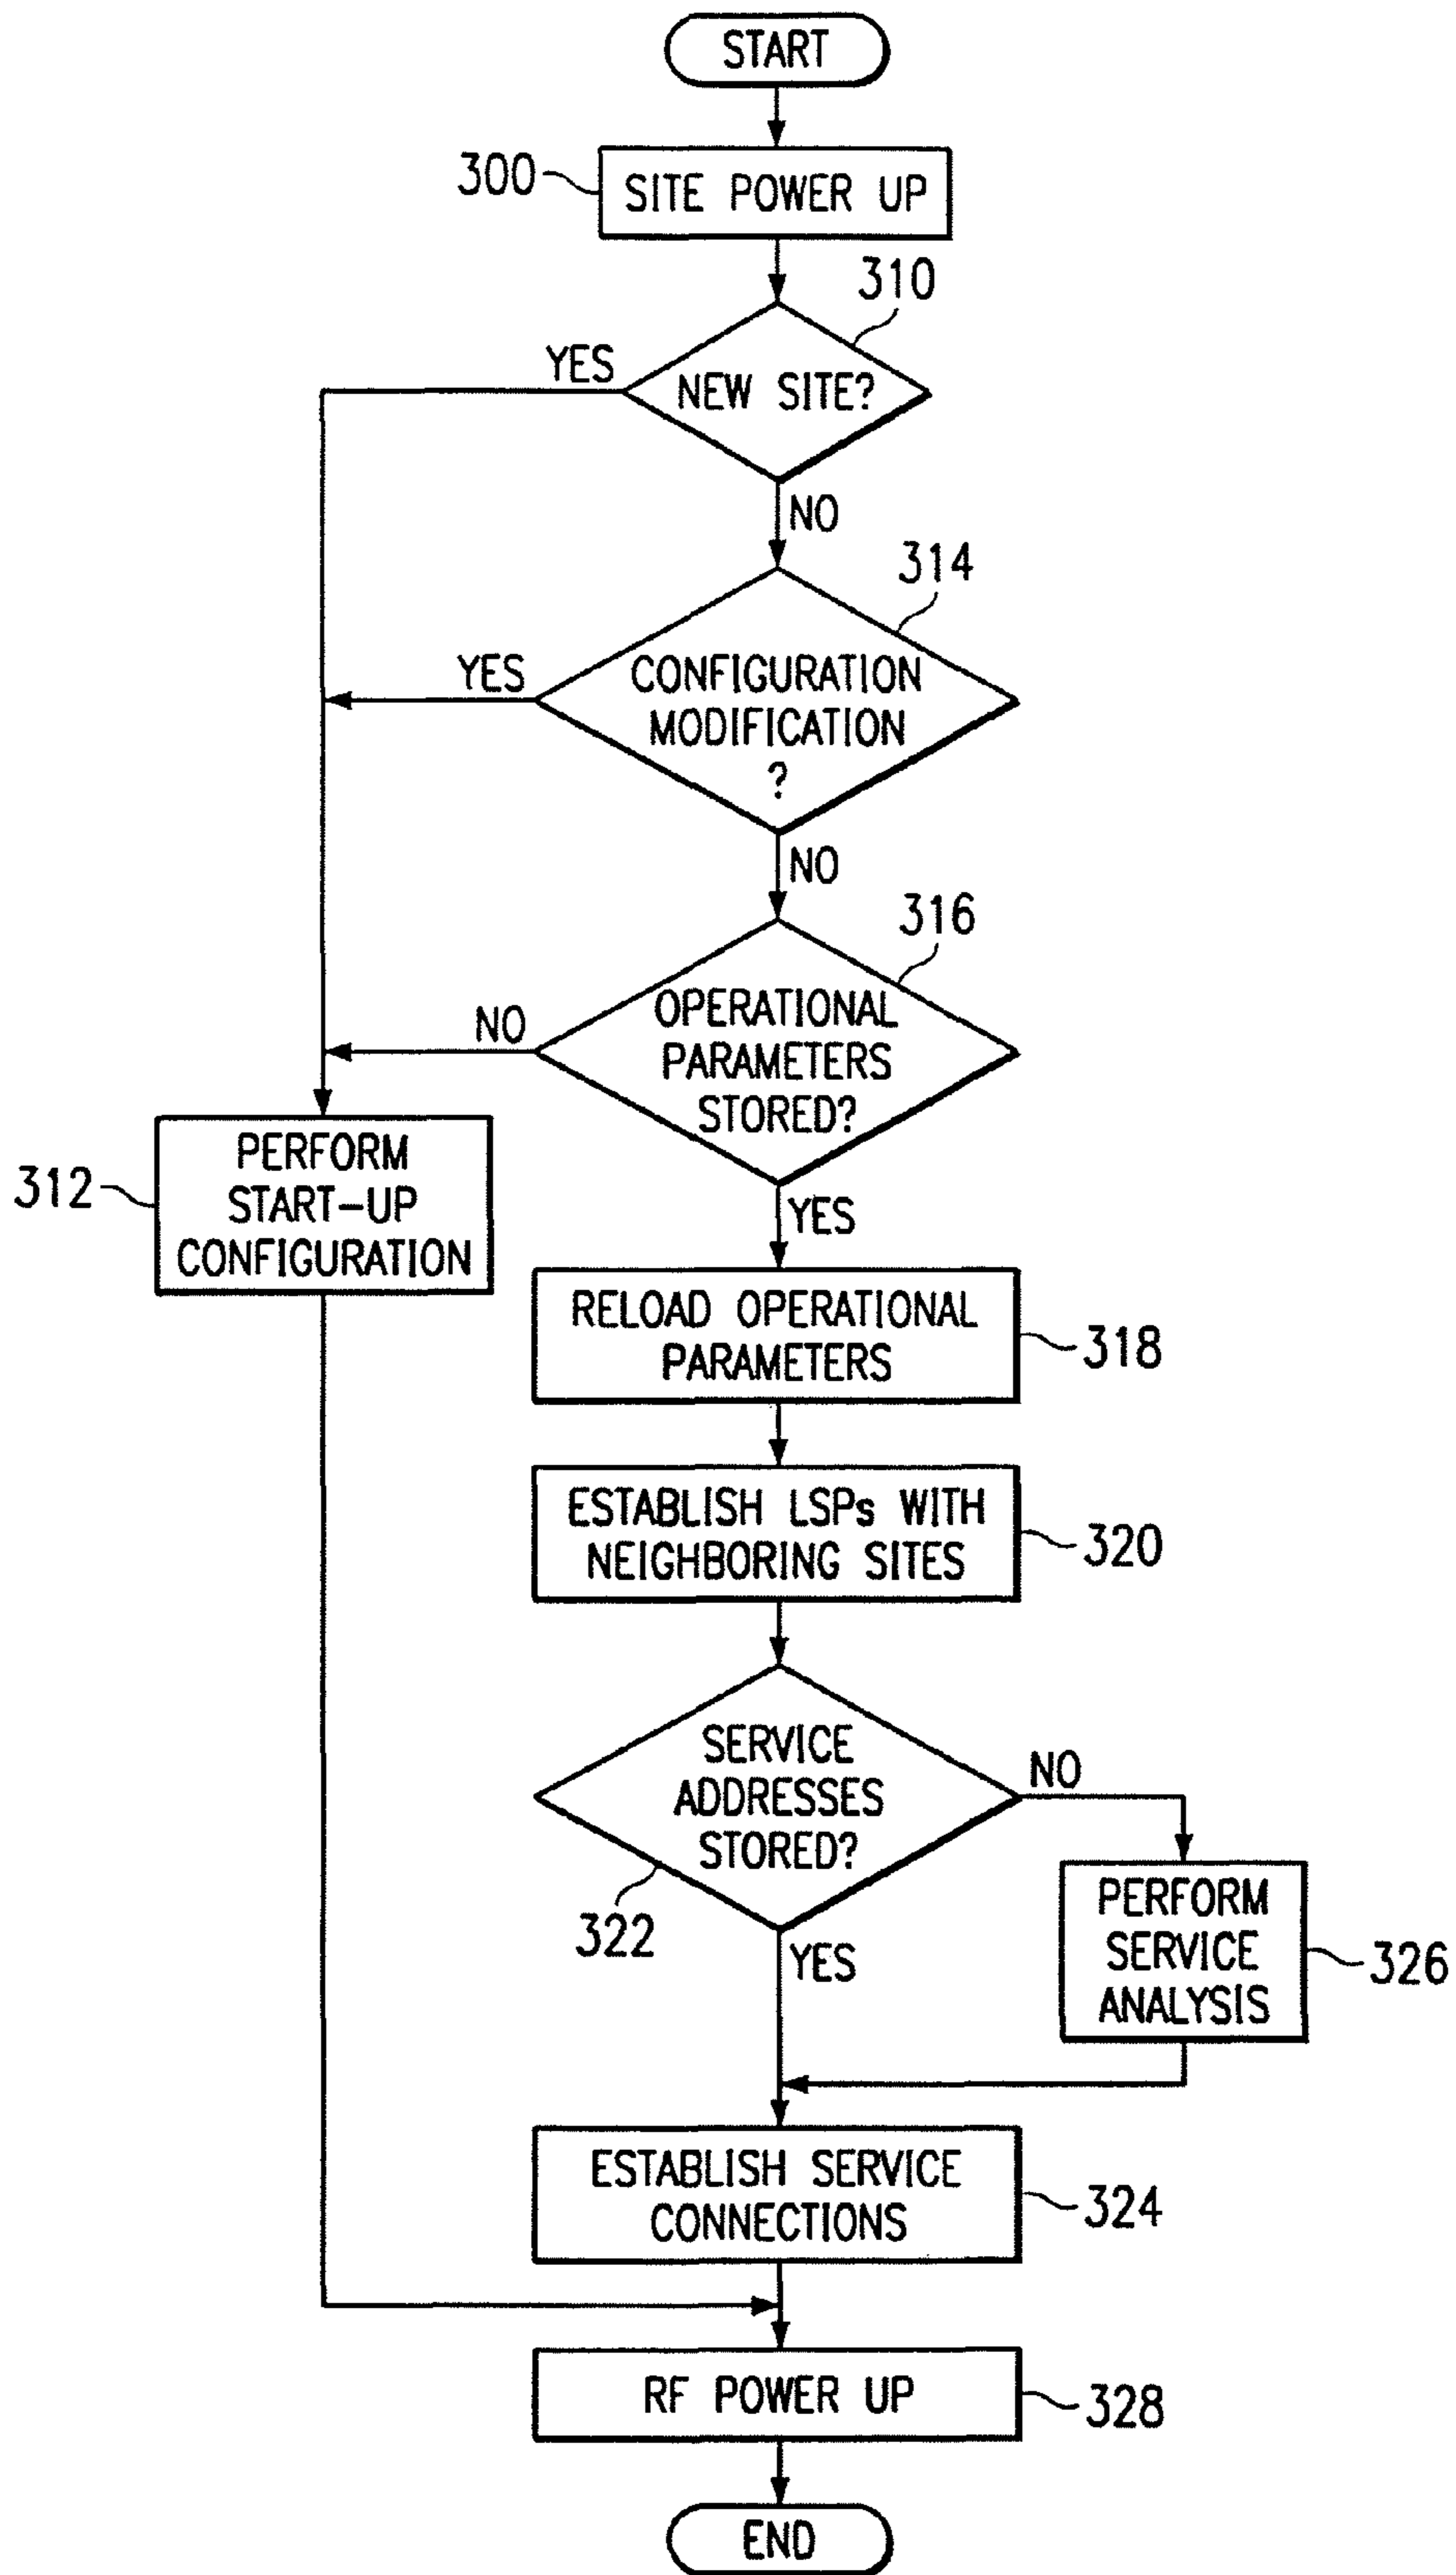 START
300
SITE POWER UP
310
YES
NEW SITE?
NO
314
YES
CONFIGURATION
MODIFICATION
?
NO
316
NO
OPERATIONAL
PARAMETERS
STORED?
312
PERFORM
START-UP
CONFIGURATION
YES
RELOAD OPERATIONAL
PARAMETERS
318
ESTABLISH LSPs WITH
NEIGHBORING SITES
320
SERVICE
ADDRESSES
STORED?
NO
322
YES
PERFORM
SERVICE
ANALYSIS
326
ESTABLISH SERVICE
CONNECTIONS
324
RF POWER UP
328
END